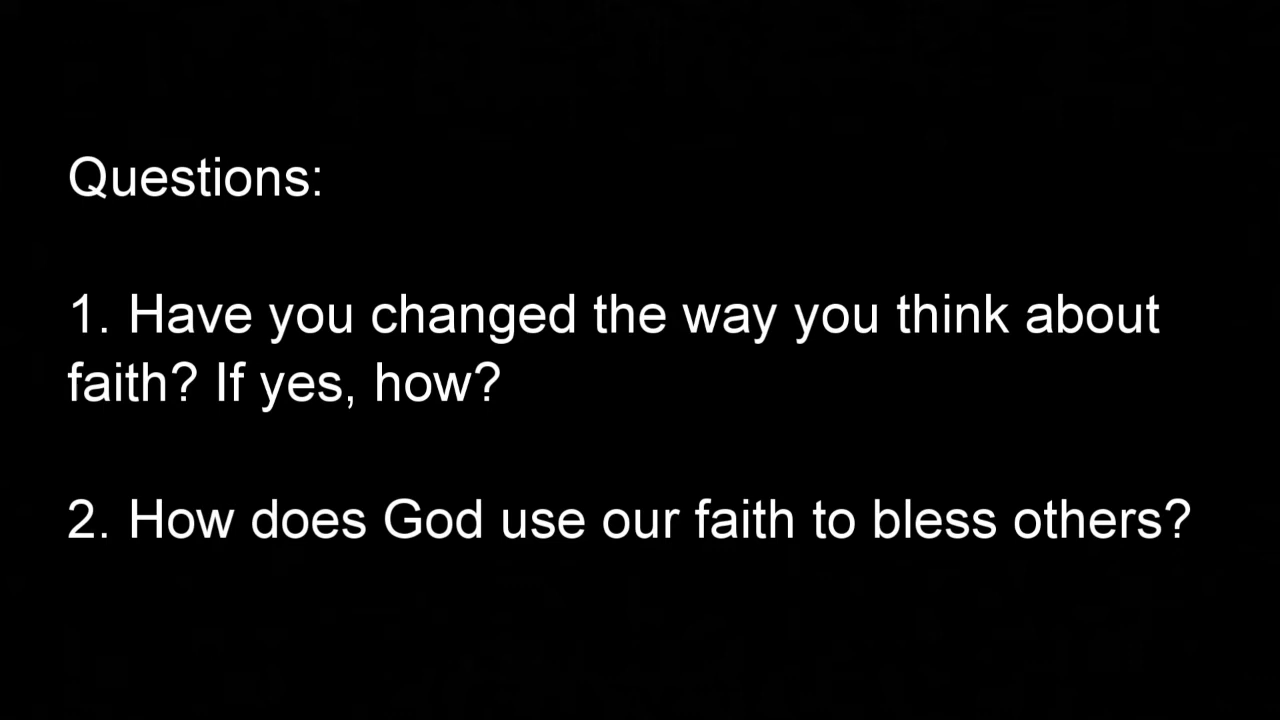 Questions:
1. Have you changed the way you think about
faith? If yes, how?
2. How does God use our faith to bless others?